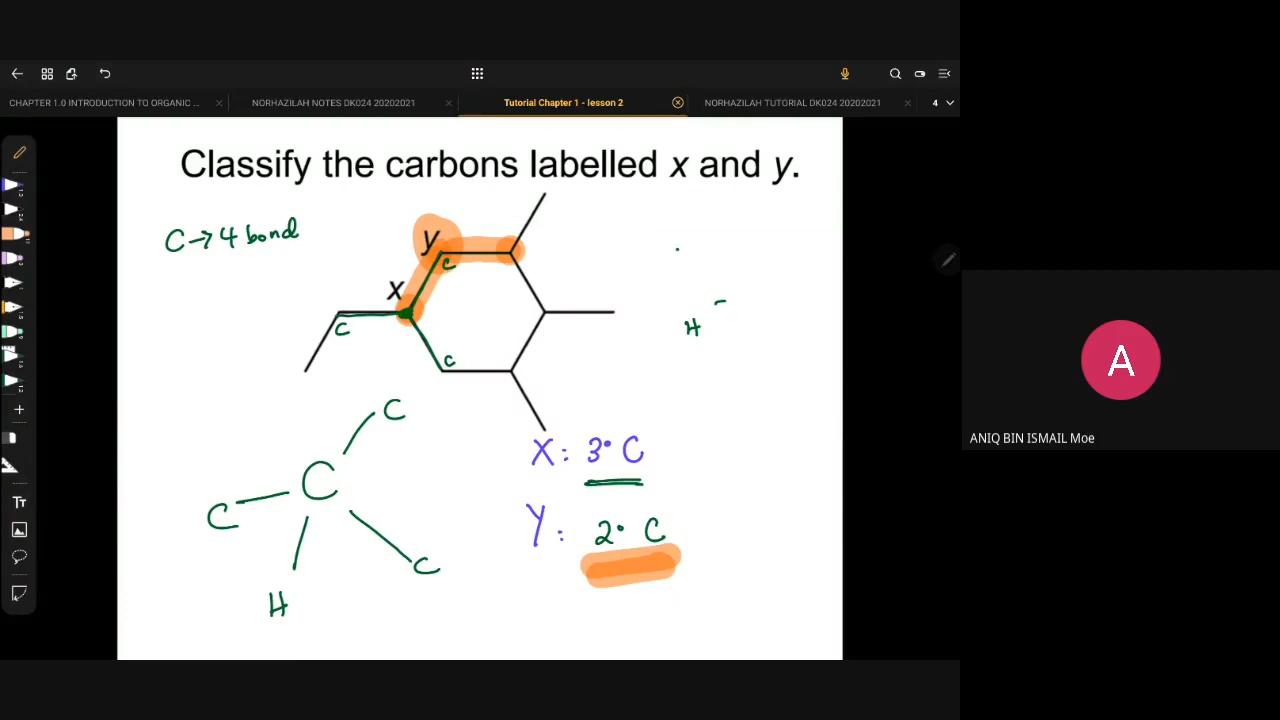 CHAPTER 1.0 INTRODUCTION TO ORGANIC ...
NORHAZILAH NOTES DK024 20202021
Tutorial Chapter 1 - lesson 2
NORHAZILAH TUTORIAL DK024 20202021
4
Classify the carbons labelled x and y.
C → 4 bond
y
C
x
C
C
H
C
C
C
C
H
X: 3° C
Y: 2° C
Tт
A
ANIQ BIN ISMAIL Moe